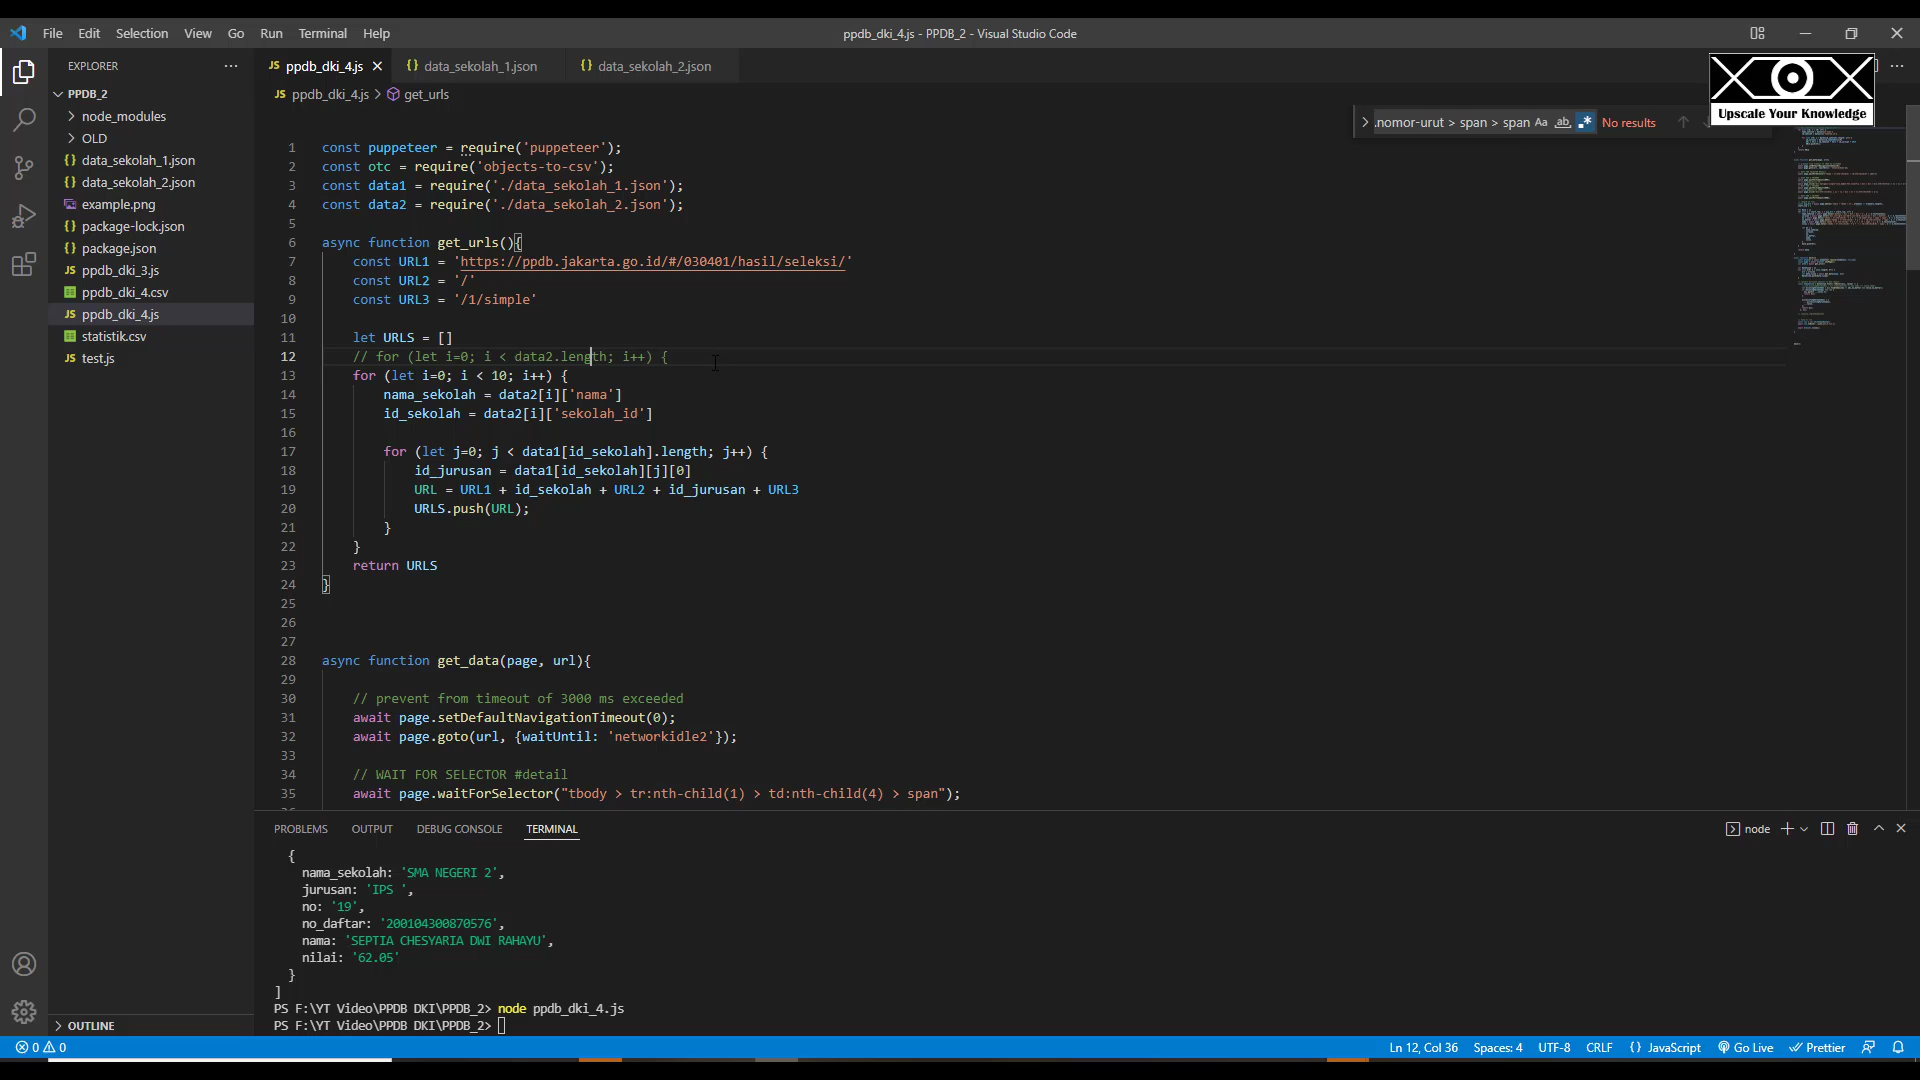 File Edit Selection View Go Run Terminal Help
ppdb_dki_4.js - PPDB_2 - Visual Studio Code
Upscale Your Knowledge
EXPLORER
PPDB_2
node_modules
OLD
{} data_sekolah_1.json
{} data_sekolah_2.json
example.png
{} package-lock.json
{} package.json
JS ppdb_dki_3.js
ppdb_dki_4.csv
JS ppdb_dki_4.js
statistik.csv
JS test.js
OUTLINE
JS ppdb_dki_4.js
{} data_sekolah_1.json
{} data_sekolah_2.json
JS ppdb_dki_4.js > get_urls
.nomor-urut > span > span Aa ab .* No results
1 const puppeteer = require('puppeteer');
2 const otc = require('objects-to-csv');
3 const data1 = require('./data_sekolah_1.json');
4 const data2 = require('./data_sekolah_2.json');
5
6 async function get_urls(){
7 const URL1 = 'https://ppdb.jakarta.go.id/#/030401/hasil/seleksi/'
8 const URL2 = '/'
9 const URL3 = '/1/simple'
10
11 let URLS = []
12 // for (let i=0; i < data2.length; i++) {
13 for (let i=0; i < 10; i++) {
14 nama_sekolah = data2[i]['nama']
15 id_sekolah = data2[i]['sekolah_id']
16
17 for (let j=0; j < data1[id_sekolah].length; j++) {
18 id_jurusan = data1[id_sekolah][j][0]
19 URL = URL1 + id_sekolah + URL2 + id_jurusan + URL3
20 URLS.push(URL);
21 }
22 }
23 return URLS
24 }
25
26
27
28 async function get_data(page, url){
29
30 // prevent from timeout of 3000 ms exceeded
31 await page.setDefaultNavigationTimeout(0);
32 await page.goto(url, {waitUntil: 'networkidle2'});
33
34 // WAIT FOR SELECTOR #detail
35 await page.waitForSelector("tbody > tr:nth-child(1) > td:nth-child(4) > span");
PROBLEMS OUTPUT DEBUG CONSOLE TERMINAL
node
{
nama_sekolah: 'SMA NEGERI 2',
jurusan: 'IPS ',
no: '19',
no_daftar: '200104300870576',
nama: 'SEPTIA CHESYARIA DWI RAHAYU',
nilai: '62.05'
}
]
PS F:\YT Video\PPDB DKI\PPDB_2> node ppdb_dki_4.js
PS F:\YT Video\PPDB DKI\PPDB_2>
0 0
Ln 12, Col 36 Spaces: 4 UTF-8 CRLF {} JavaScript Go Live Prettier